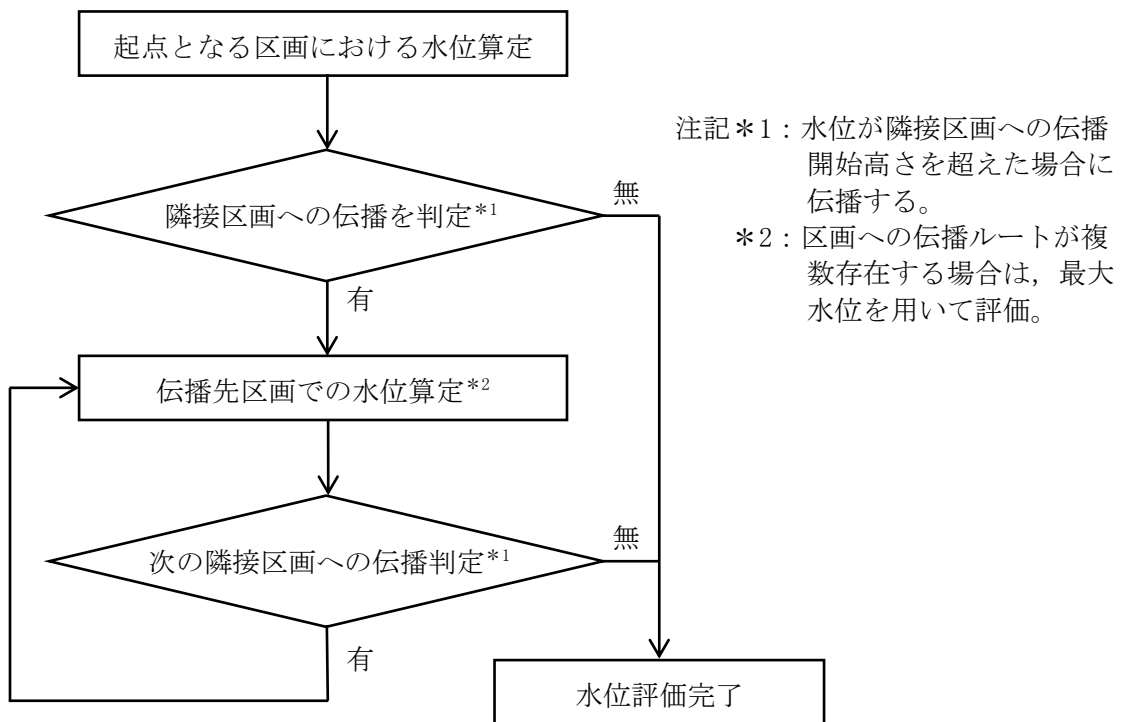 起点となる区画における水位算定
注記＊1：水位が隣接区画への伝播
開始高さを超えた場合に
伝播する。
＊2：区画への伝播ルートが複
数存在する場合は，最大
水位を用いて評価。
隣接区画への伝播を判定*1
無
有
伝播先区画での水位算定*2
次の隣接区画への伝播判定*1
無
有
水位評価完了